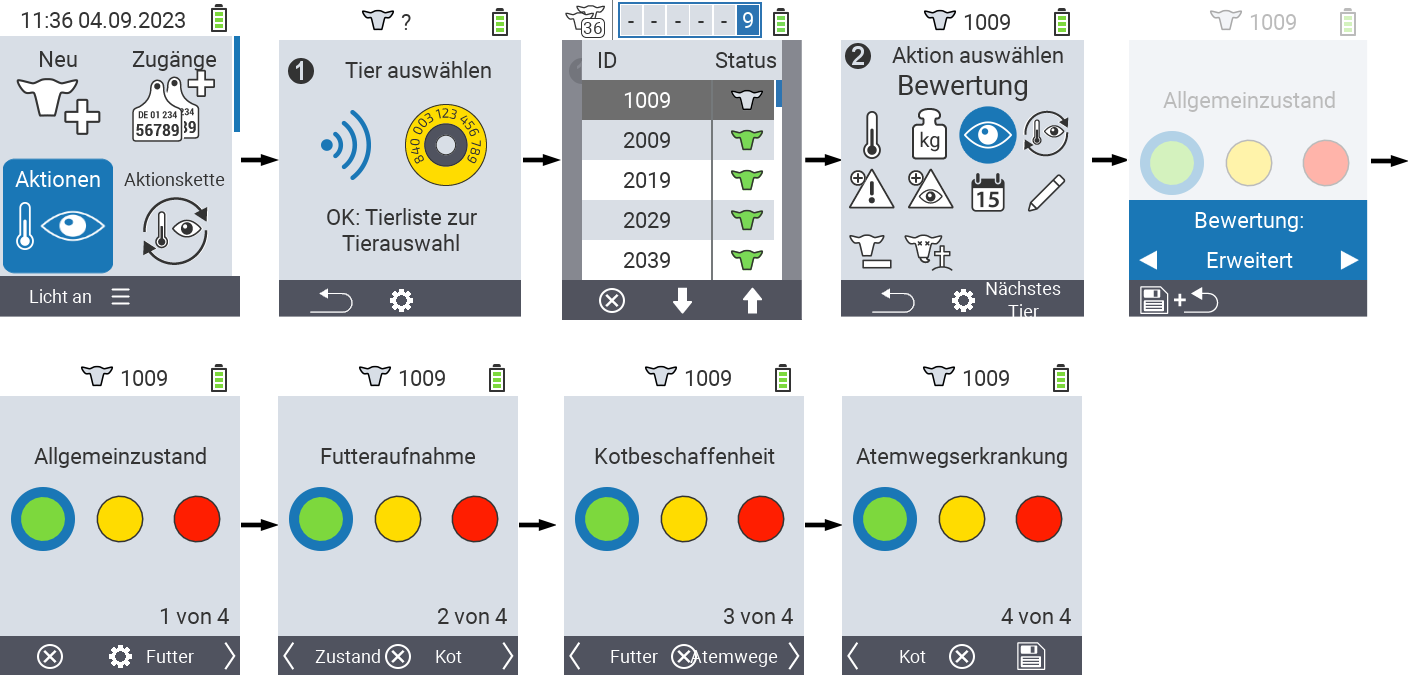 11:36 04.09.2023
Neu
Zugänge
DE 01 234
56789
234
39
Aktionen
Aktionskette
Licht an
?
1
Tier auswählen
840 003 123 456 789
OK: Tierliste zur
Tierauswahl
36
- - - - - 9
ID Status
1009
2009
2019
2029
2039
1009
2 Aktion auswählen
Bewertung
kg
15
Nächstes
Tier
1009
Allgemeinzustand
Bewertung:
Erweitert
+
1009
Allgemeinzustand
1 von 4
Futter
1009
Futteraufnahme
2 von 4
Zustand Kot
1009
Kotbeschaffenheit
3 von 4
Futter Atemwege
1009
Atemwegserkrankung
4 von 4
Kot